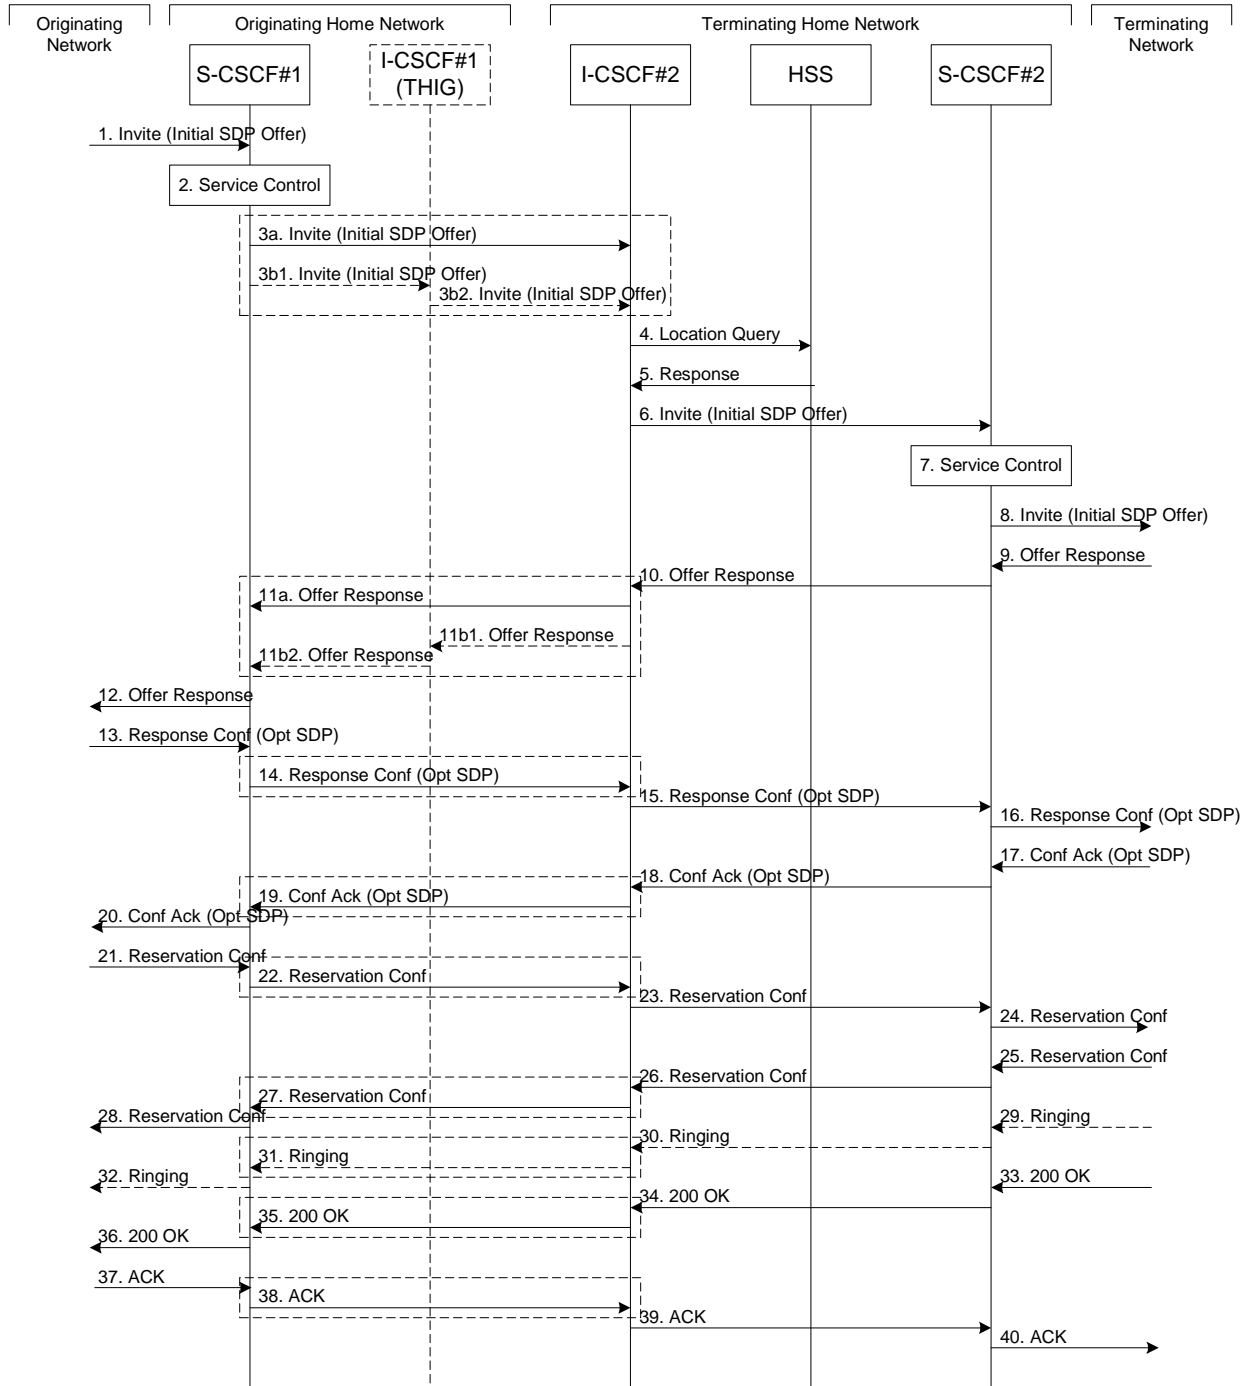 Originating
Network
Originating Home Network
Terminating Home Network
Terminating
Network
S-CSCF#1
I-CSCF#1
(THIG)
I-CSCF#2
HSS
S-CSCF#2
1. Invite (Initial SDP Offer)
2. Service Control
3a. Invite (Initial SDP Offer)
3b1. Invite (Initial SDP Offer)
3b2. Invite (Initial SDP Offer)
4. Location Query
5. Response
6. Invite (Initial SDP Offer)
7. Service Control
8. Invite (Initial SDP Offer)
9. Offer Response
10. Offer Response
11a. Offer Response
11b1. Offer Response
11b2. Offer Response
12. Offer Response
13. Response Conf (Opt SDP)
14. Response Conf (Opt SDP)
15. Response Conf (Opt SDP)
16. Response Conf (Opt SDP)
17. Conf Ack (Opt SDP)
18. Conf Ack (Opt SDP)
19. Conf Ack (Opt SDP)
20. Conf Ack (Opt SDP)
21. Reservation Conf
22. Reservation Conf
23. Reservation Conf
24. Reservation Conf
25. Reservation Conf
26. Reservation Conf
27. Reservation Conf
28. Reservation Conf
29. Ringing
30. Ringing
31. Ringing
32. Ringing
33. 200 OK
34. 200 OK
35. 200 OK
36. 200 OK
37. ACK
38. ACK
39. ACK
40. ACK